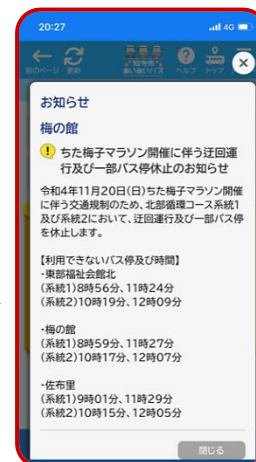 20:27
4G
知多市
あいあいバス
前のページ 更新
ヘルプ トップ
お知らせ
梅の館
ちた梅子マラソン開催に伴う迂回運
行及び一部バス停休止のお知らせ
令和4年11月20日(日)ちた梅子マラソン開催
に伴う交通規制のため、北部循環コース系統1
及び系統2において、迂回運行及び一部バス停
を休止します。
【利用できないバス停及び時間】
・東部福祉会館北
(系統1)8時56分、11時24分
(系統2)10時19分、12時09分
・梅の館
(系統1)8時59分、11時27分
(系統2)10時17分、12時07分
・佐布里
(系統1)9時01分、11時29分
(系統2)10時15分、12時05分
閉じる